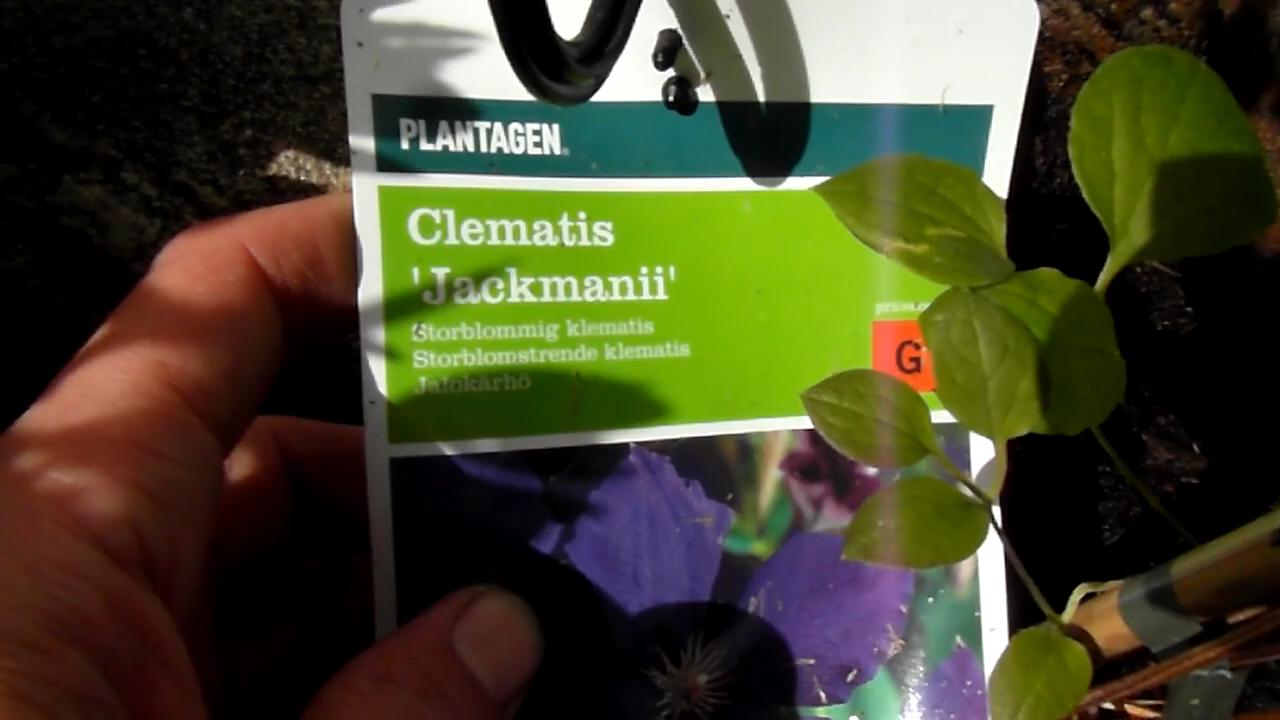 PLANTAGEN
Clematis
'Jackmanii'
Storblommig klematis
Storblomstrende klematis
Jalokärhö
G